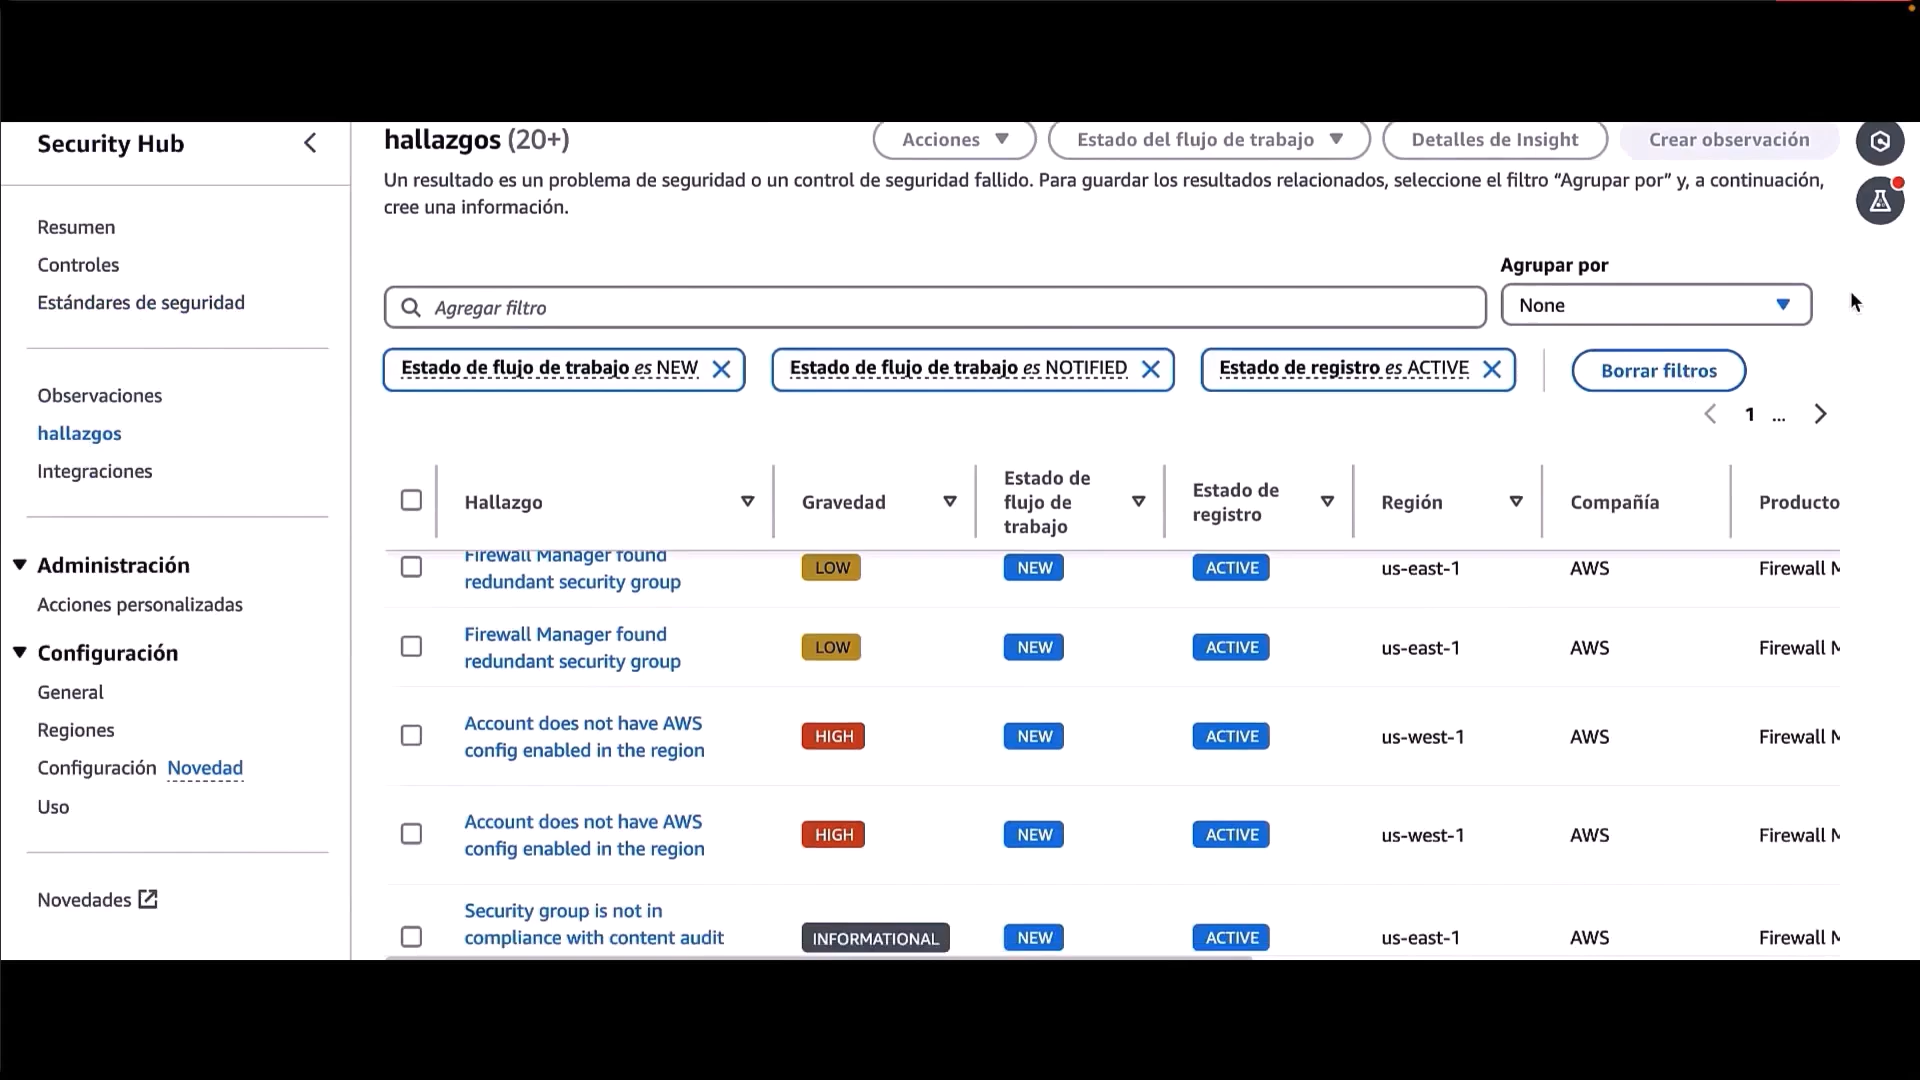 Security Hub
Resumen
Controles
Estándares de seguridad
Observaciones
hallazgos
Integraciones
Administración
Acciones personalizadas
Configuración
General
Regiones
Configuración Novedad
Uso
Novedades
hallazgos (20+)
Acciones
Estado del flujo de trabajo
Detalles de Insight
Crear observación
Un resultado es un problema de seguridad o un control de seguridad fallido. Para guardar los resultados relacionados, seleccione el filtro “Agrupar por” y, a continuación,
cree una información.
Agrupar por
Agregar filtro
None
Estado de flujo de trabajo es NEW
Estado de flujo de trabajo es NOTIFIED
Estado de registro es ACTIVE
Borrar filtros
1 ...
Hallazgo
Gravedad
Estado de
flujo de
trabajo
Estado de
registro
Región
Compañía
Producto
Firewall Manager found
redundant security group
LOW
NEW
ACTIVE
us-east-1
AWS
Firewall
Firewall Manager found
redundant security group
LOW
NEW
ACTIVE
us-east-1
AWS
Firewall
Account does not have AWS
config enabled in the region
HIGH
NEW
ACTIVE
us-west-1
AWS
Firewall
Account does not have AWS
config enabled in the region
HIGH
NEW
ACTIVE
us-west-1
AWS
Firewall
Security group is not in
compliance with content audit
INFORMATIONAL
NEW
ACTIVE
us-east-1
AWS
Firewall